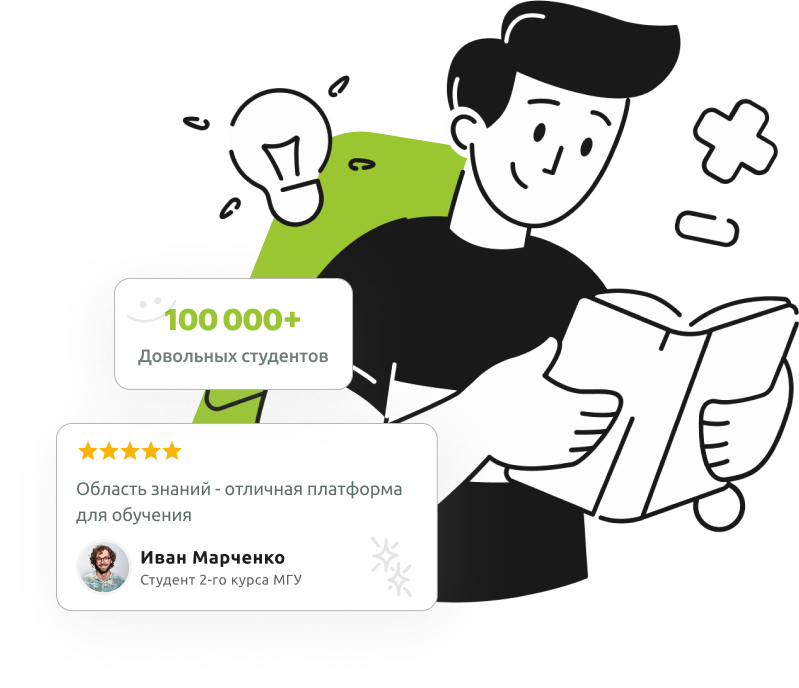 100 000+
Довольных студентов
Область знаний - отличная платформа
для обучения
Иван Марченко
Студент 2-го курса МГУ